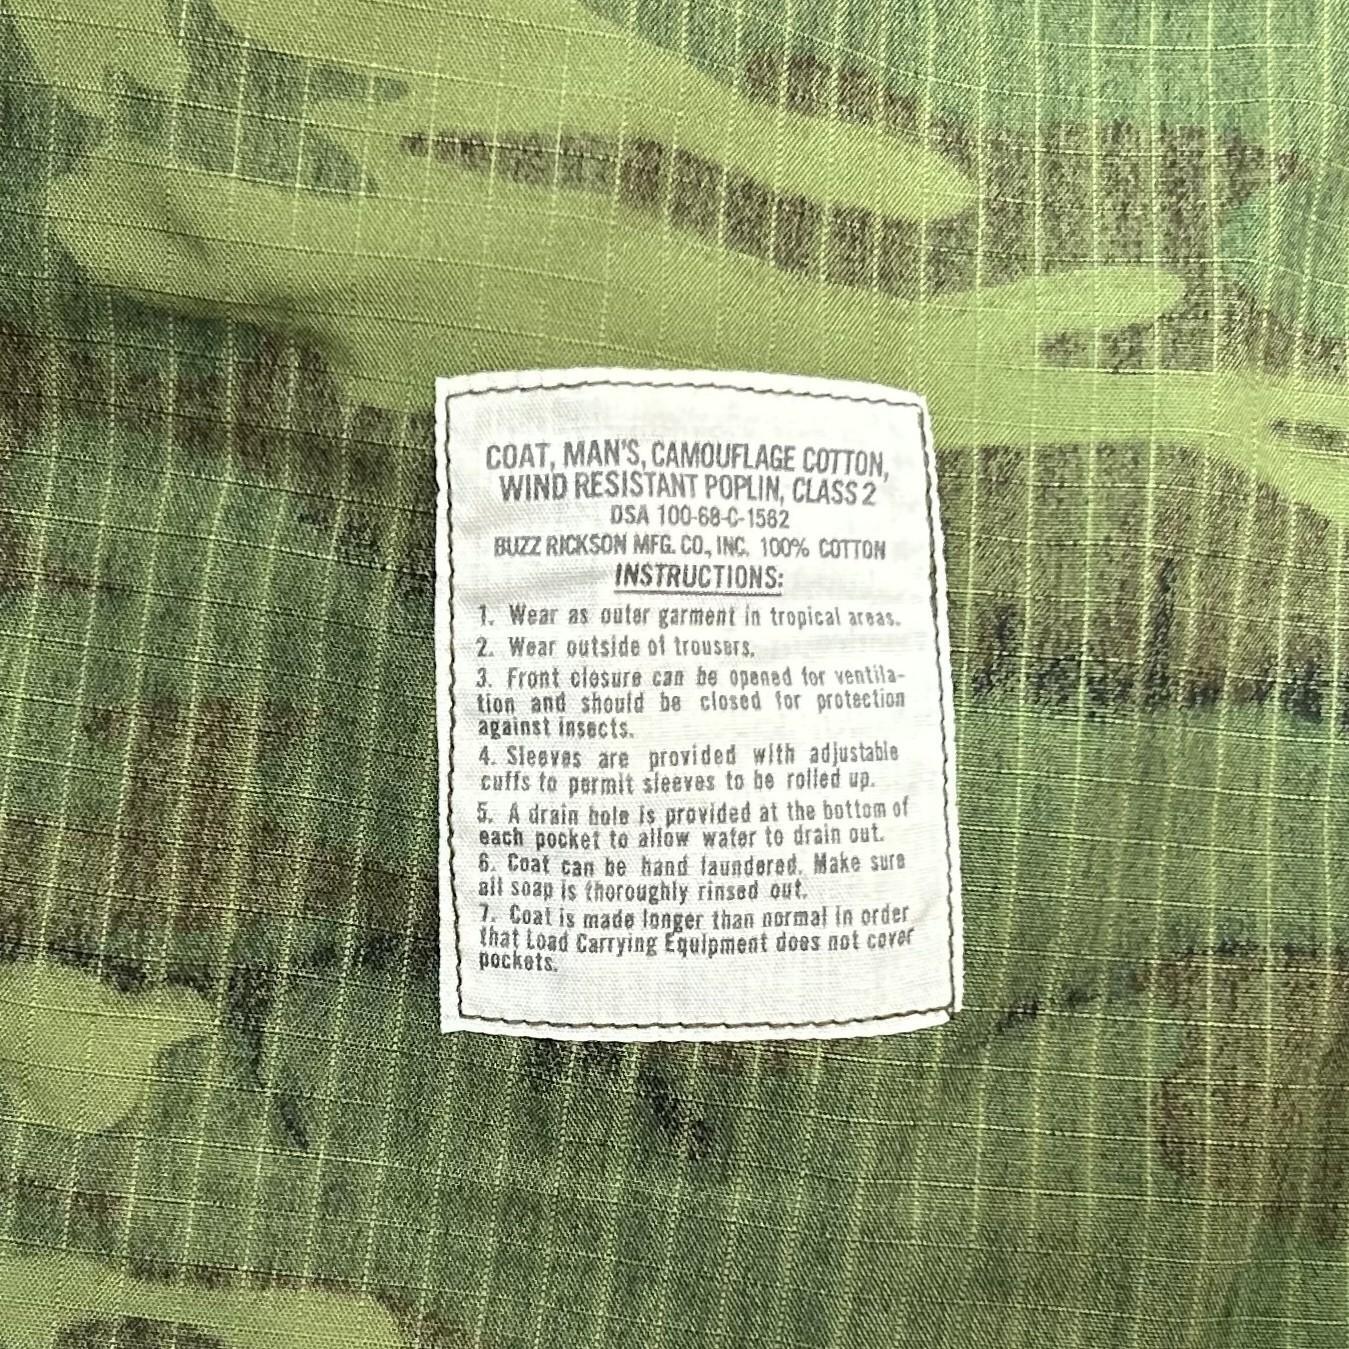 COAT, MAN'S, CAMOUFLAGE COTTON,
WIND RESISTANT POPLIN, CLASS 2
DSA 100-68-C-1562
BUZZ RICKSON MFG. CO., INC. 100% COTTON
INSTRUCTIONS:
1. Wear as outer garment in tropical areas.
2. Wear outside of trousers.
3. Front closure can be opened for ventila-
tion and should be closed for protection
against insects.
4. Sleeves are provided with adjustable
cuffs to permit sleeves to be rolled up.
5. A drain hole is provided at the bottom of
each pocket to allow water to drain out.
6. Coat can be hand laundered. Make sure
all soap is thoroughly rinsed out.
7. Coat is made longer than normal in order
that Load Carrying Equipment does not cover
pockets.